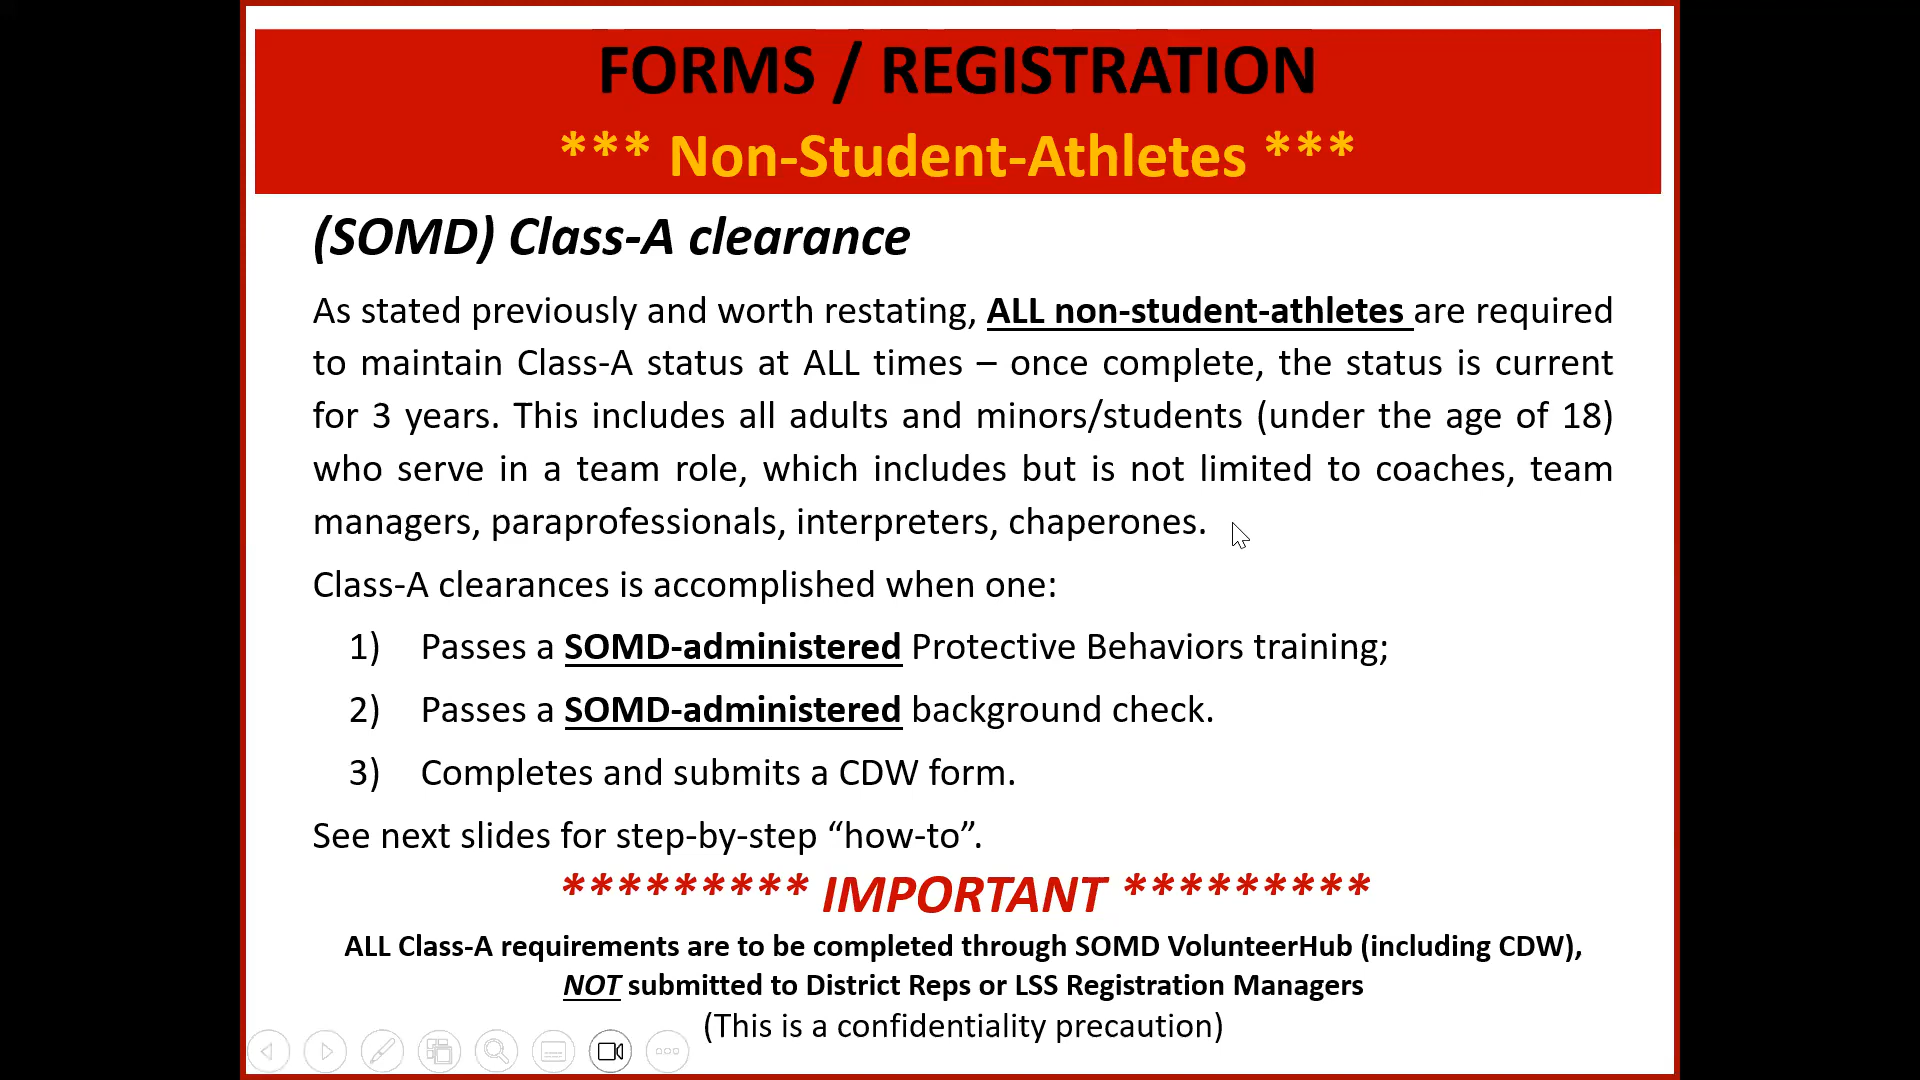 FORMS / REGISTRATION
*** Non-Student-Athletes ***
(SOMD) Class-A clearance
As stated previously and worth restating, ALL non-student-athletes are required
to maintain Class-A status at ALL times – once complete, the status is current
for 3 years. This includes all adults and minors/students (under the age of 18)
who serve in a team role, which includes but is not limited to coaches, team
managers, paraprofessionals, interpreters, chaperones.
Class-A clearances is accomplished when one:
1) Passes a SOMD-administered Protective Behaviors training;
2) Passes a SOMD-administered background check.
3) Completes and submits a CDW form.
See next slides for step-by-step “how-to”.
********* IMPORTANT *********
ALL Class-A requirements are to be completed through SOMD VolunteerHub (including CDW),
NOT submitted to District Reps or LSS Registration Managers
(This is a confidentiality precaution)